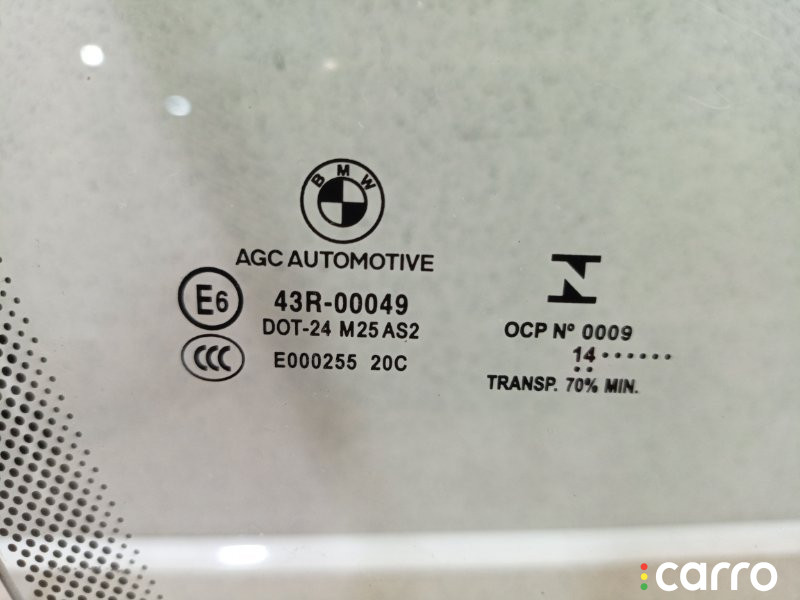 BMW
AGC AUTOMOTIVE
E6
43R-00049
DOT-24 M25 AS2
CCC
E000255 20C
OCP Nº 0009
14••••••
••
TRANSP. 70% MIN.
carro